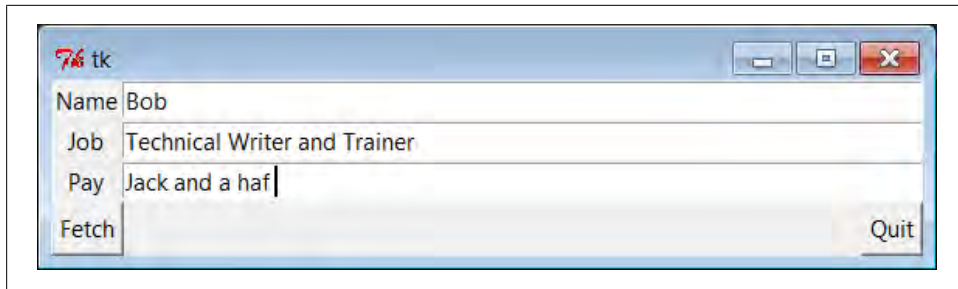 tk
Name Bob
Job Technical Writer and Trainer
Pay Jack and a haf
Fetch Quit